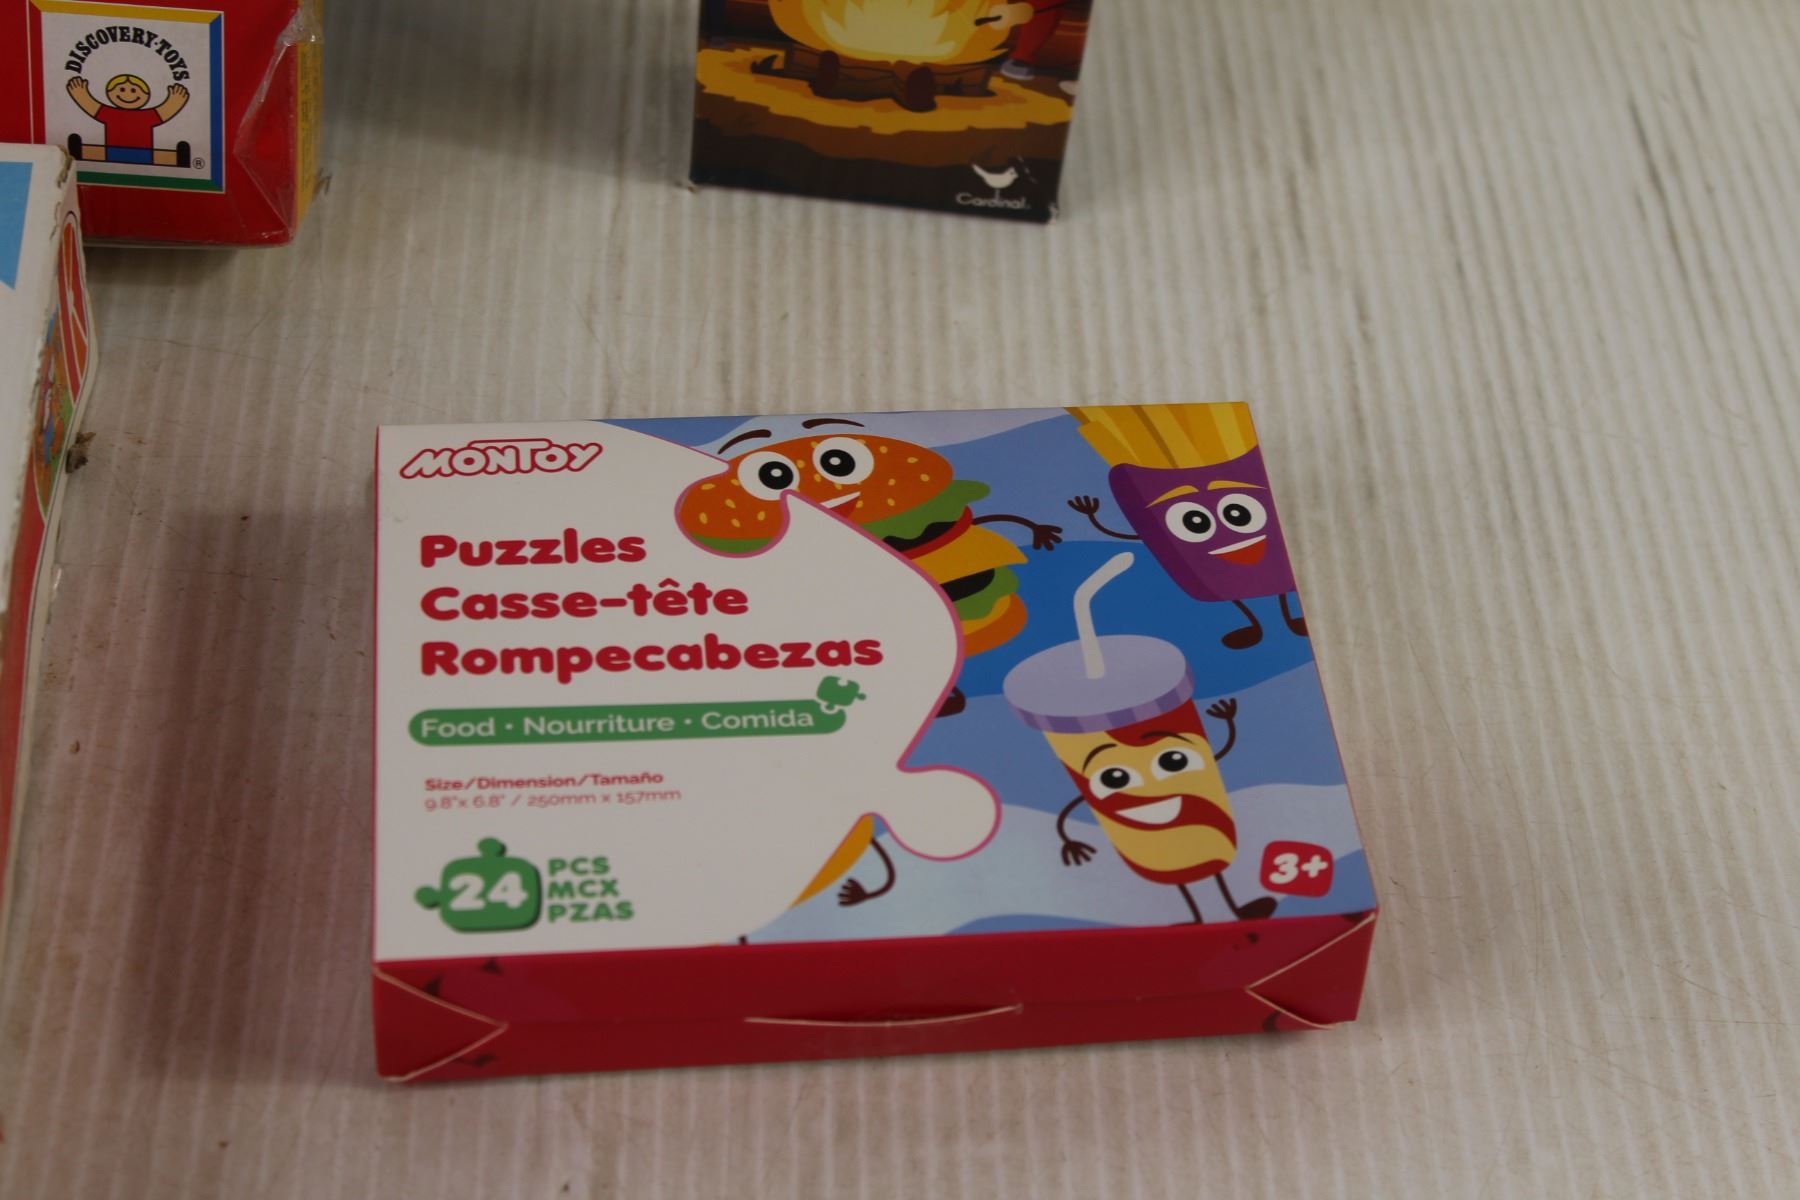 DISCOVERY·TOYS
®
Cardinal
MONTOY
Puzzles
Casse-tête
Rompecabezas
Food • Nourriture • Comida
Size/Dimension/Tamaño
9.8"x 6.8" / 250mm x 157mm
24
PCS
MCX
PZAS
3+